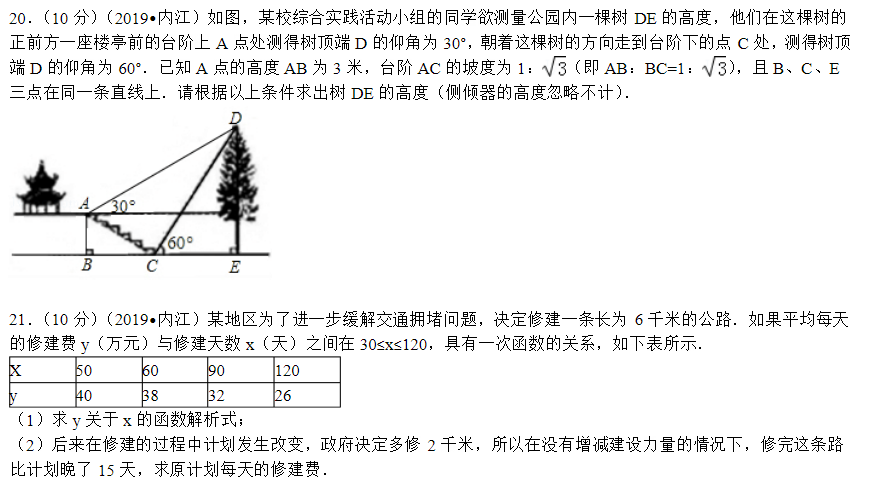 20.（10 分）（2019•内江）如图，某校综合实践活动小组的同学欲测量公园内一棵树 DE 的高度，他们在这棵树的
正前方一座楼亭前的台阶上 A 点处测得树顶端 D 的仰角为 30°，朝着这棵树的方向走到台阶下的点 C 处，测得树顶
端 D 的仰角为 60°．已知 A 点的高度 AB 为 3 米，台阶 AC 的坡度为 1：√3（即 AB：BC=1：√3），且 B、C、E
三点在同一条直线上．请根据以上条件求出树 DE 的高度（侧倾器的高度忽略不计）．
D
A 30°
60°
B C E
21.（10 分）（2019•内江）某地区为了进一步缓解交通拥堵问题，决定修建一条长为 6 千米的公路．如果平均每天
的修建费 y（万元）与修建天数 x（天）之间在 30≤x≤120，具有一次函数的关系，如下表所示．
X 50 60 90 120
y 40 38 32 26
（1）求 y 关于 x 的函数解析式；
（2）后来在修建的过程中计划发生改变，政府决定多修 2 千米，所以在没有增减建设力量的情况下，修完这条路
比计划晚了 15 天，求原计划每天的修建费．